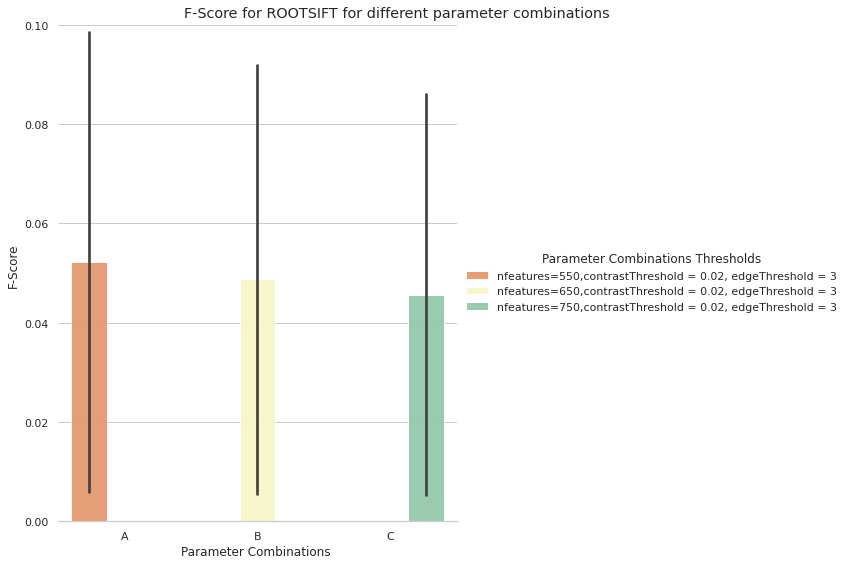 F-Score for ROOTSIFT for different parameter combinations
0.10
0.08
0.06
0.04
0.02
0.00
F-Score
A
B
C
Parameter Combinations
Parameter Combinations Thresholds
nfeatures=550,contrastThreshold = 0.02, edgeThreshold = 3
nfeatures=650,contrastThreshold = 0.02, edgeThreshold = 3
nfeatures=750,contrastThreshold = 0.02, edgeThreshold = 3